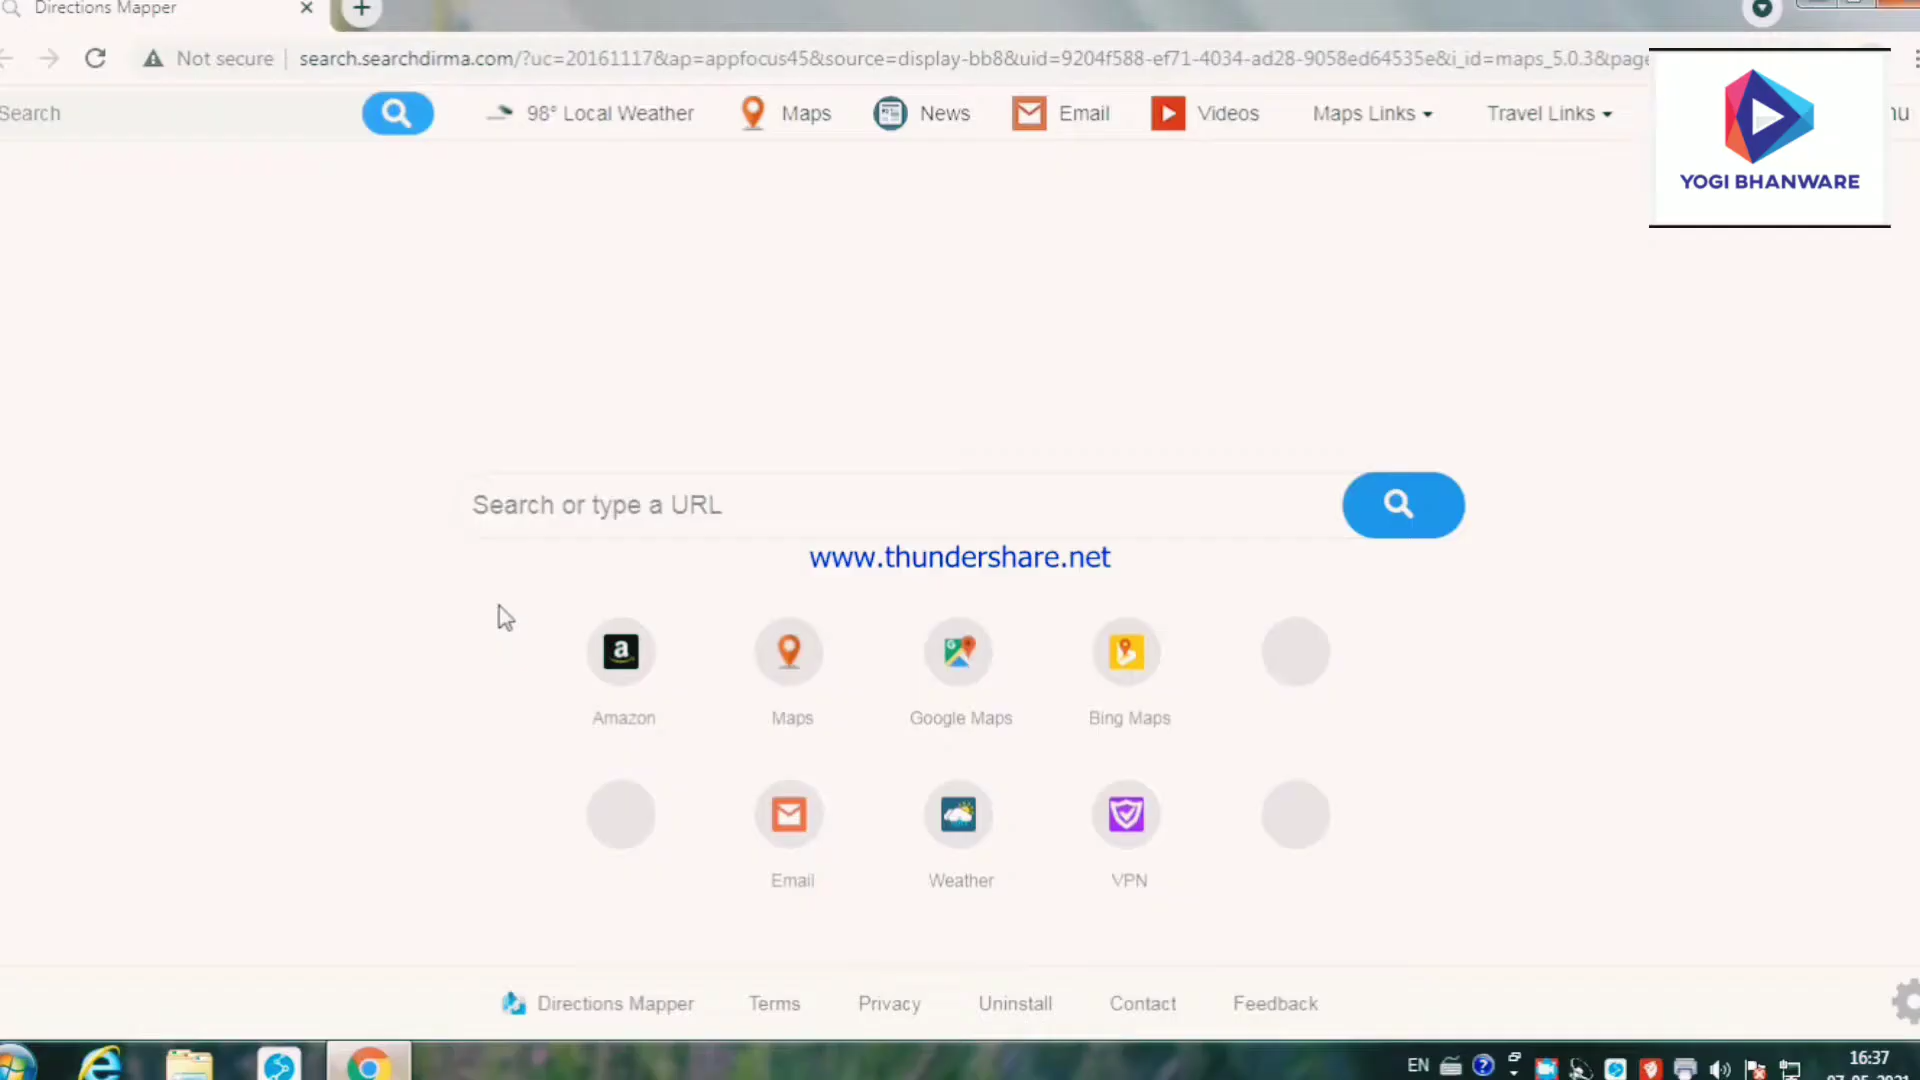 Directions Mapper
Not secure | search.searchdirma.com/?uc=20161117&ap=appfocus45&source=display-bb8&uid=9204f588-ef71-4034-ad28-9058ed64535e&i_id=maps_5.0.3&page
Search 98° Local Weather Maps News Email Videos Maps Links Travel Links nu
YOGI BHANWARE
Search or type a URL
www.thundershare.net
Amazon Maps Google Maps Bing Maps
Email Weather VPN
Directions Mapper Terms Privacy Uninstall Contact Feedback
EN 16:37